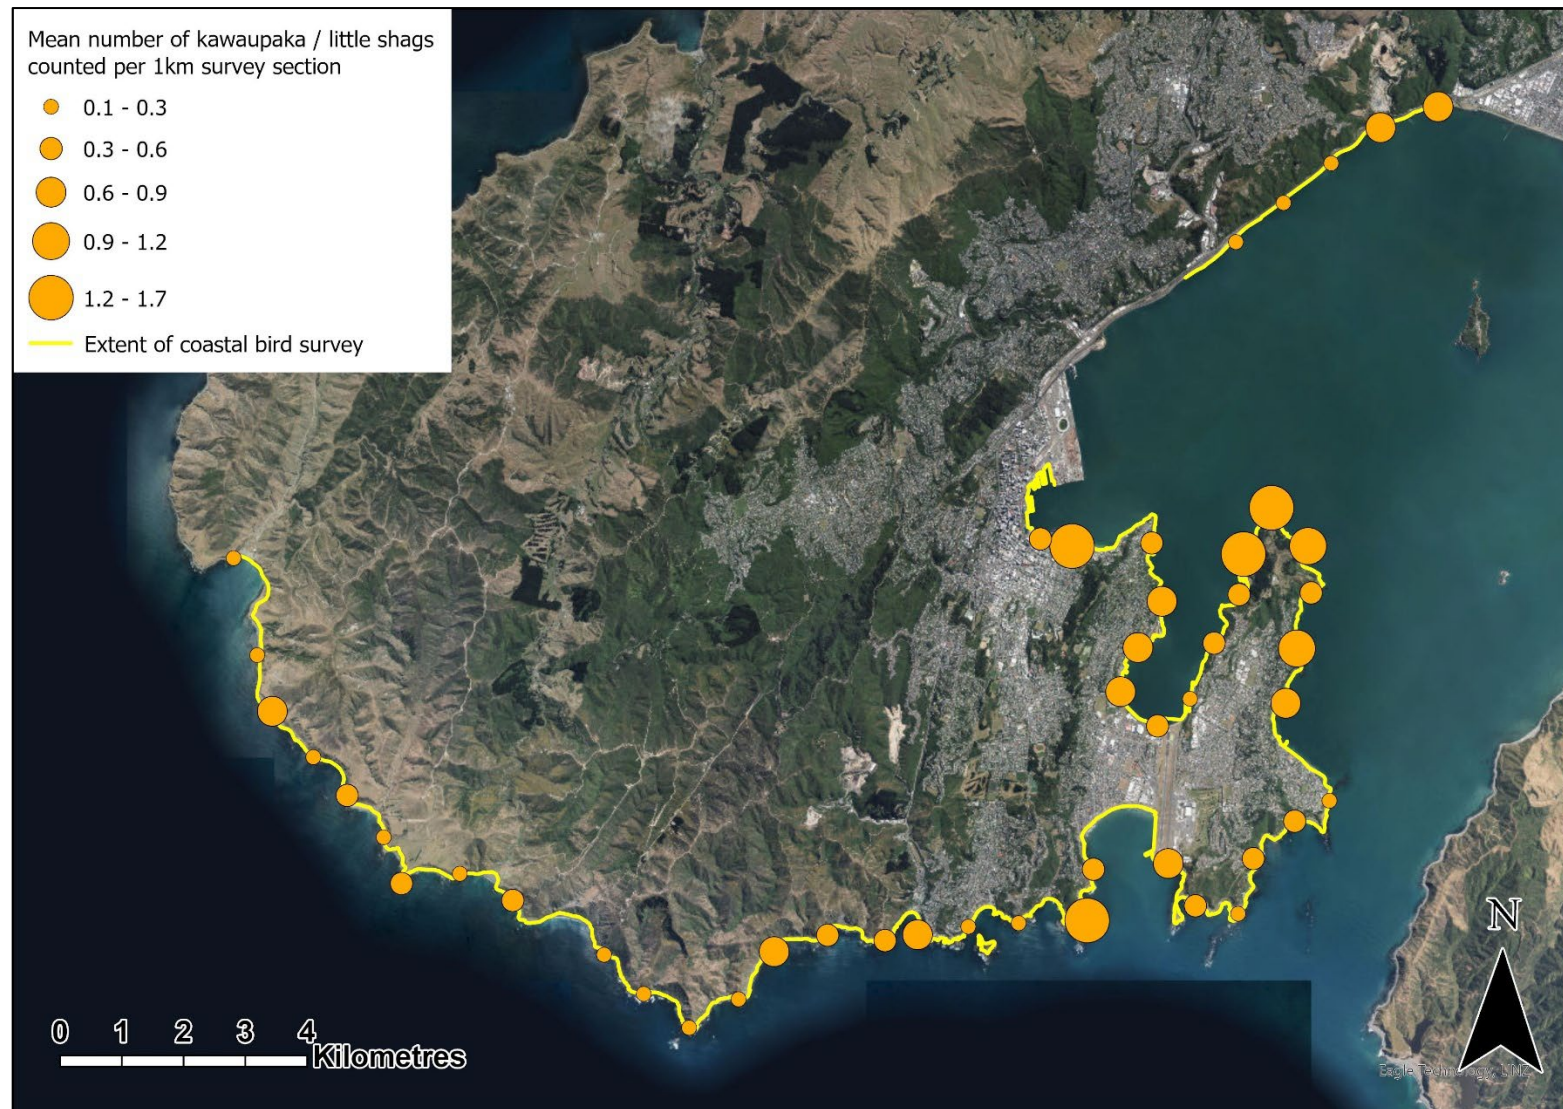 Mean number of kawaupaka / little shags
counted per 1km survey section
0.1 - 0.3
0.3 - 0.6
0.6 - 0.9
0.9 - 1.2
1.2 - 1.7
Extent of coastal bird survey
N
0 1 2 3 4
Kilometres
Eagle Technology, LINZ